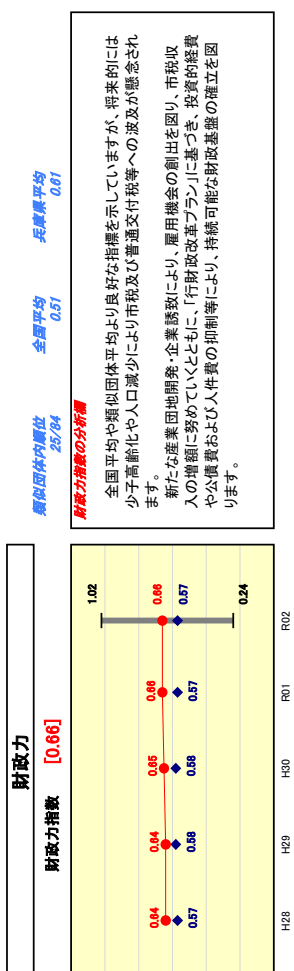 財政力
財政力指数 [0.66]
1.02
0.64
0.64
0.65
0.66
0.66
0.57
0.58
0.58
0.57
0.57
0.24
H28
H29
H30
R01
R02
類似団体内順位
25/84
全国平均
0.51
兵庫県平均
0.61
財政力指数の分析欄
全国平均や類似団体平均より良好な指標を示していますが、将来的には
少子高齢化や人口減少により市税及び普通交付税等への波及が懸念され
ます。
新たな産業団地開発・企業誘致により、雇用機会の創出を図り、市税収
入の増額に努めていくとともに、「行財政改革プラン」に基づき、投資的経費
や公債費および人件費の抑制等により、持続可能な財政基盤の確立を図
ります。